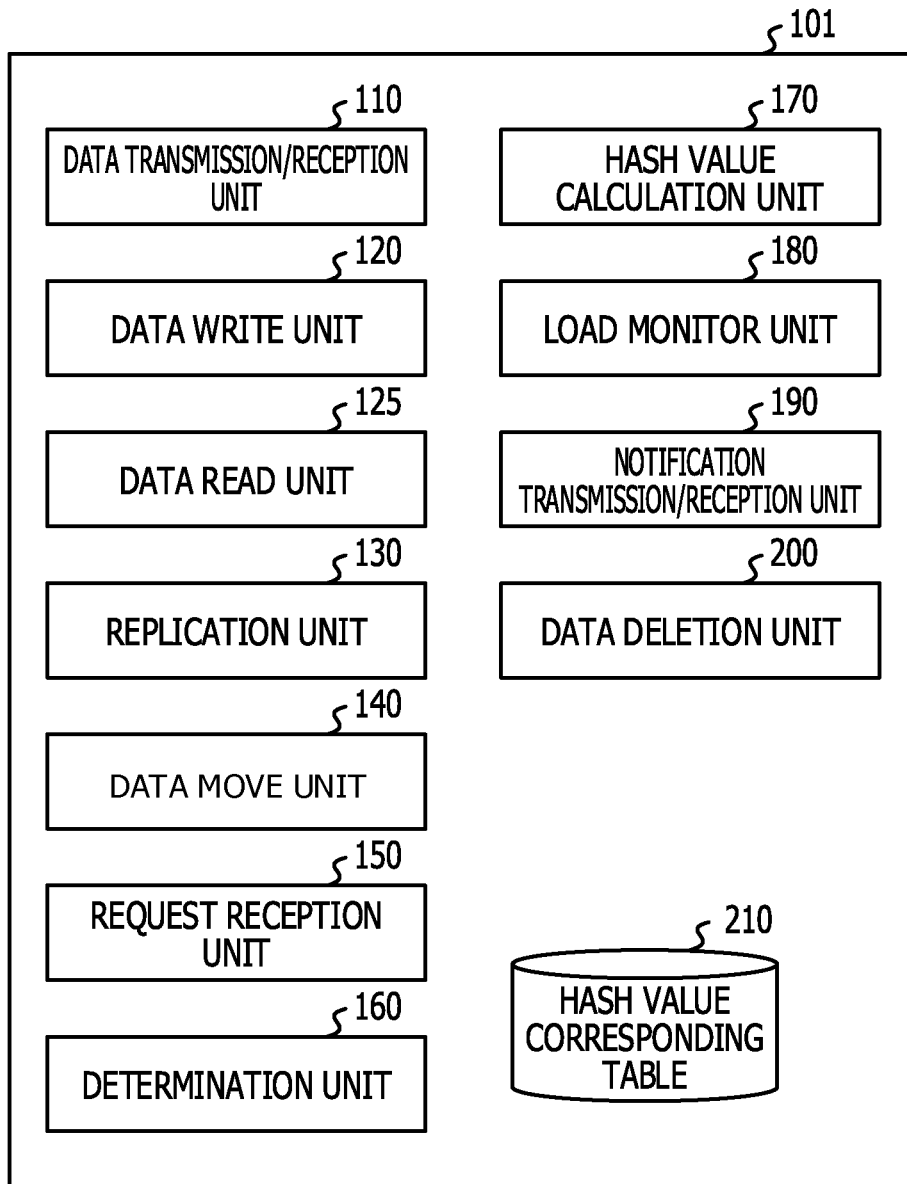 101
110
DATA TRANSMISSION/RECEPTION
UNIT
120
DATA WRITE UNIT
125
DATA READ UNIT
130
REPLICATION UNIT
140
DATA MOVE UNIT
150
REQUEST RECEPTION
UNIT
160
DETERMINATION UNIT
170
HASH VALUE
CALCULATION UNIT
180
LOAD MONITOR UNIT
190
NOTIFICATION
TRANSMISSION/RECEPTION UNIT
200
DATA DELETION UNIT
210
HASH VALUE
CORRESPONDING
TABLE